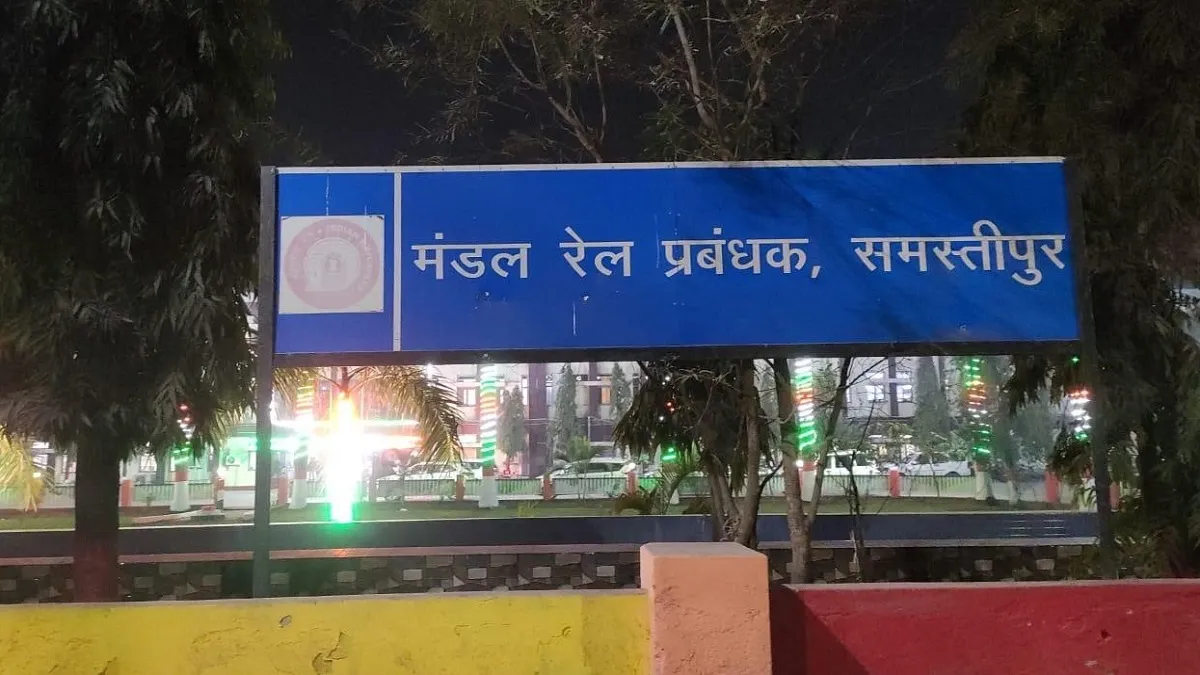 मंडल रेल प्रबंधक, समस्तीपुर